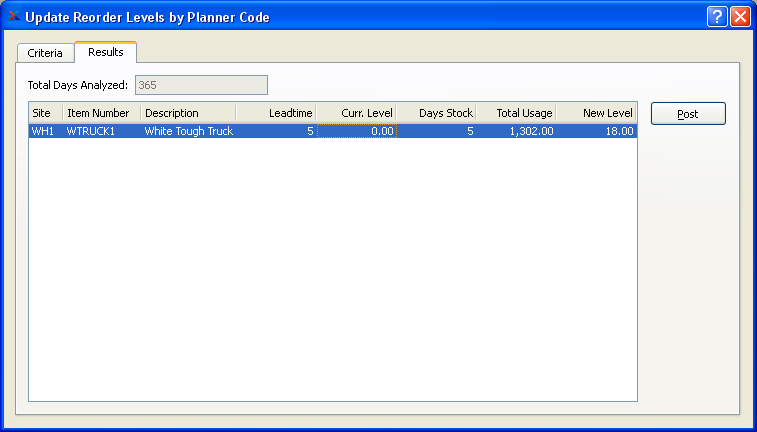 Update Reorder Levels by Planner Code
Criteria Results
Total Days Analyzed: 365
Site Item Number Description Leadtime Curr. Level Days Stock Total Usage New Level
WH1 WTRUCK1 White Tough Truck 5 0.00 5 1,302.00 18.00
Post